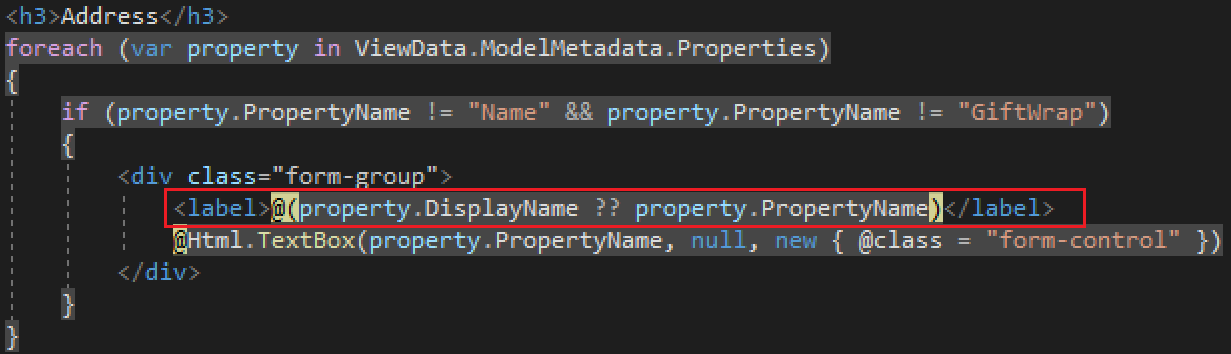 <h3>Address</h3>
foreach (var property in ViewData.ModelMetadata.Properties)
{
if (property.PropertyName != "Name" && property.PropertyName != "GiftWrap")
{
<div class="form-group">
<label>@(property.DisplayName ?? property.PropertyName)</label>
@Html.TextBox(property.PropertyName, null, new { @class = "form-control" })
</div>
}
}